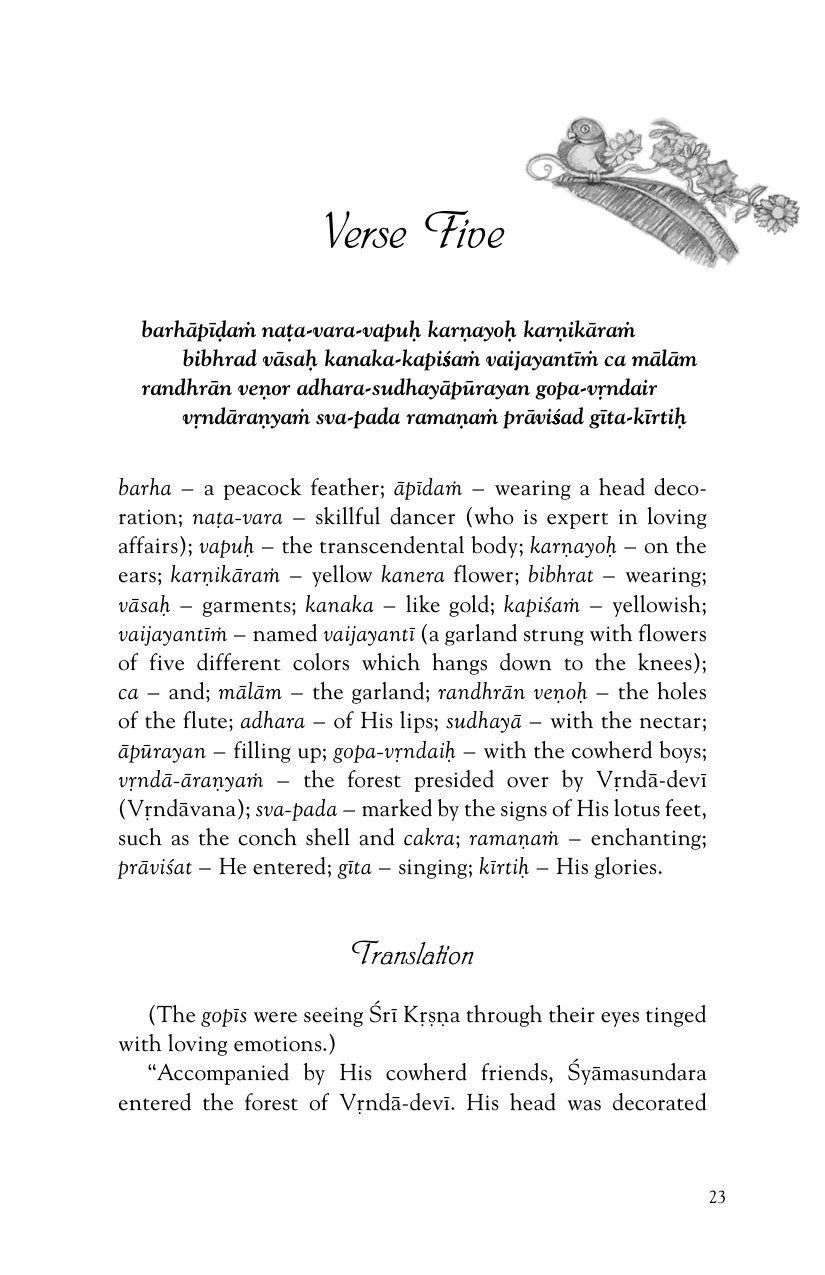 Verse Five
barhāpīḍaṁ naṭa-vara-vapuḥ karṇayoḥ karṇikāraṁ
bibhrad vāsaḥ kanaka-kapiśaṁ vaijayantīṁ ca mālām
randhrān veṇor adhara-sudhayāpūrayan gopa-vṛndair
vṛndāraṇyaṁ sva-pada ramaṇaṁ prāviśad gīta-kīrtiḥ
barha – a peacock feather; āpīdaṁ – wearing a head deco-
ration; naṭa-vara – skillful dancer (who is expert in loving
affairs); vapuḥ – the transcendental body; karṇayoḥ – on the
ears; karṇikāraṁ – yellow kanera flower; bibhrat – wearing;
vāsaḥ – garments; kanaka – like gold; kapiśaṁ – yellowish;
vaijayantīṁ – named vaijayantī (a garland strung with flowers
of five different colors which hangs down to the knees);
ca – and; mālām – the garland; randhrān veṇoḥ – the holes
of the flute; adhara – of His lips; sudhayā – with the nectar;
āpūrayan – filling up; gopa-vṛndaiḥ – with the cowherd boys;
vṛndā-āraṇyaṁ – the forest presided over by Vṛndā-devī
(Vṛndāvana); sva-pada – marked by the signs of His lotus feet,
such as the conch shell and cakra; ramaṇaṁ – enchanting;
prāviśat – He entered; gīta – singing; kīrtiḥ – His glories.
Translation
(The gopīs were seeing Śrī Kṛṣṇa through their eyes tinged
with loving emotions.)
“Accompanied by His cowherd friends, Śyāmasundara
entered the forest of Vṛndā-devī. His head was decorated
23